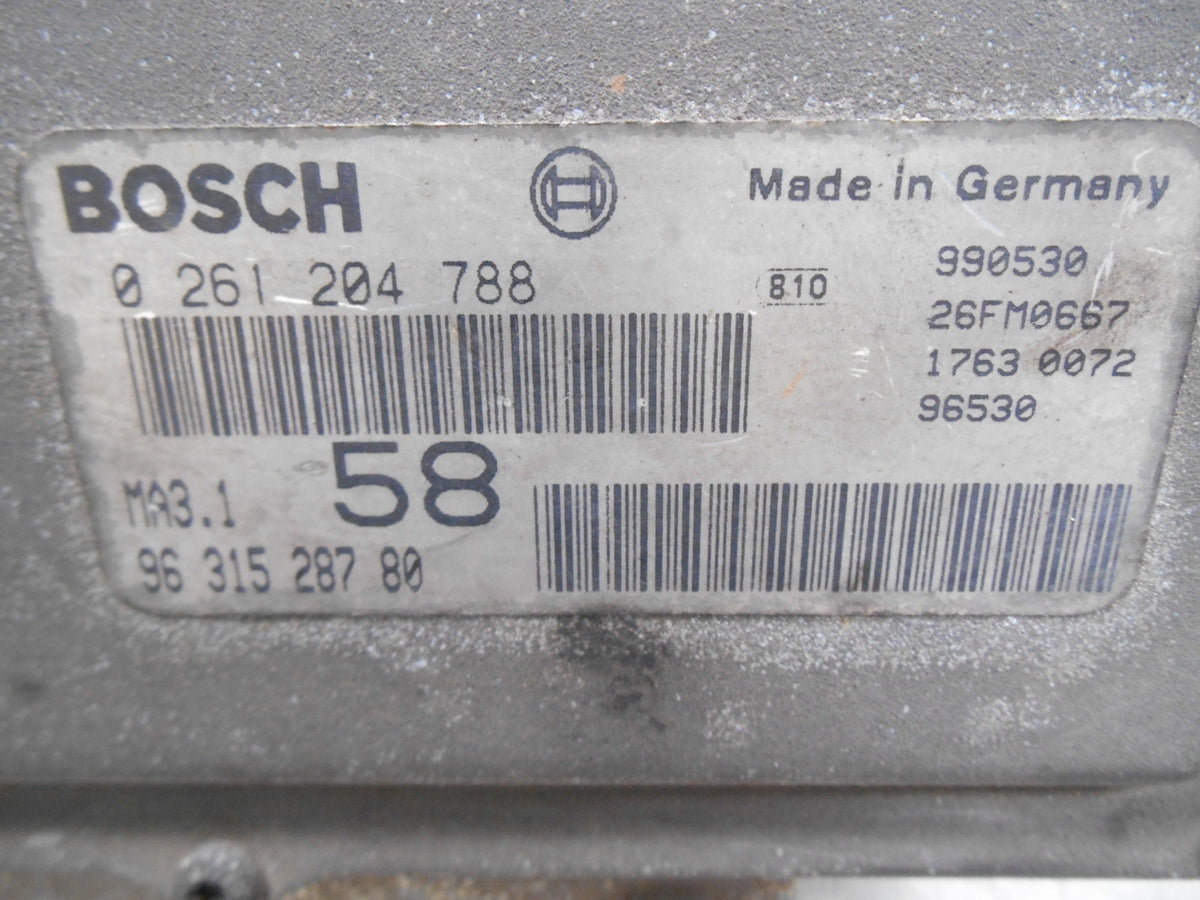 BOSCH
Made in Germany
0 261 204 788
810
990530
26FM0667
1763 0072
96530
MA3.1
58
96 315 287 80